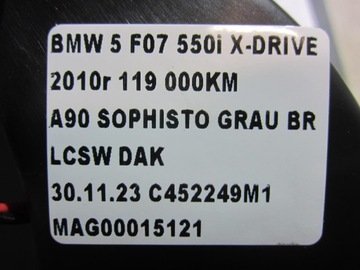 BMW 5 F07 550i X-DRIVE
2010r 119 000KM
A90 SOPHISTO GRAU BR
LCSW DAK
30.11.23 C452249M1
MAG00015121